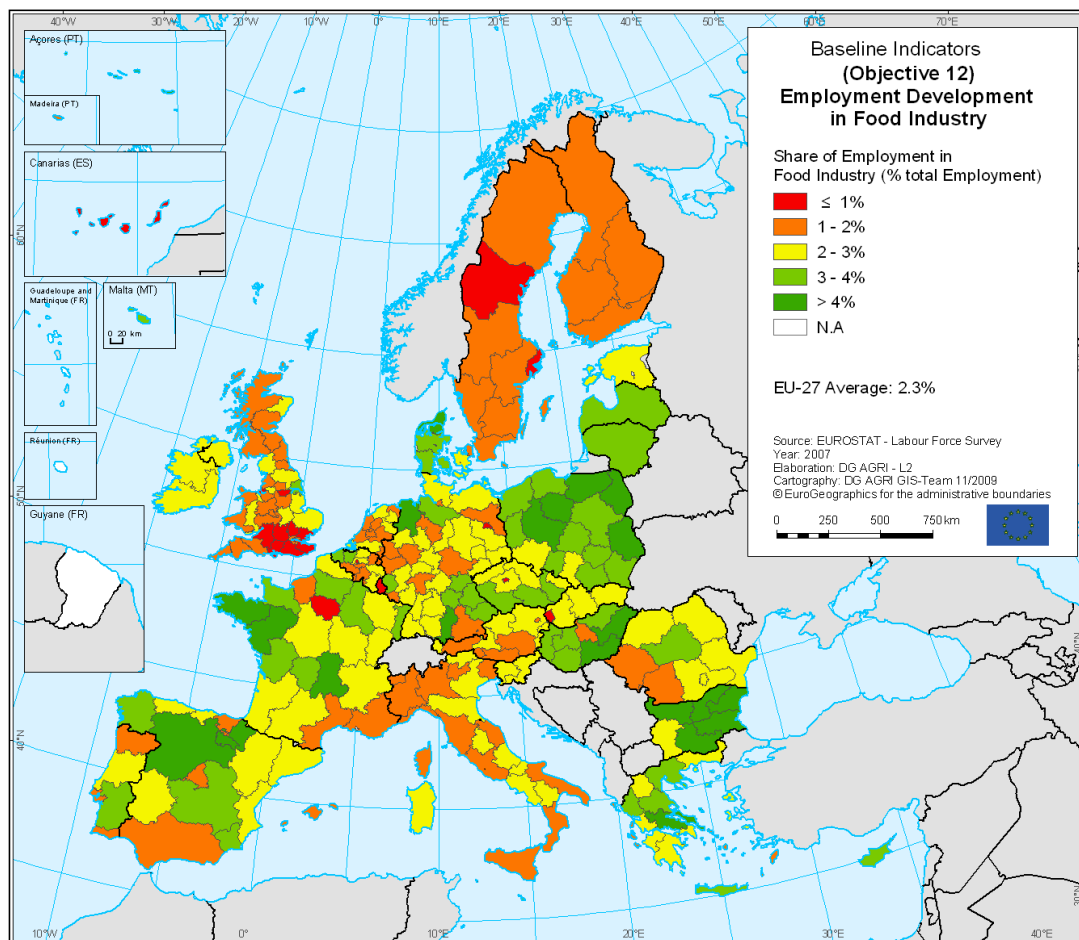 40°W
30°W
20°W
10°W
0°
10°E
20°E
30°E
40°E
50°E
60°E
70°E
Açores (PT)
Madeira (PT)
Canarias (ES)
Guadeloupe and
Martinique (FR)
Malta (MT)
0 20 km
Réunion (FR)
Guyane (FR)
Baseline Indicators
(Objective 12)
Employment Development
in Food Industry
Share of Employment in
Food Industry (% total Employment)
≤ 1%
1 - 2%
2 - 3%
3 - 4%
> 4%
N.A
EU-27 Average: 2.3%
Source: EUROSTAT - Labour Force Survey
Year: 2007
Elaboration: DG AGRI - L2
Cartography: DG AGRI GIS-Team 11/2009
© EuroGeographics for the administrative boundaries
0 250 500 750 km
60°N
50°N
40°N
40°N
30°N
10°W
0°
10°E
20°E
30°E
40°E